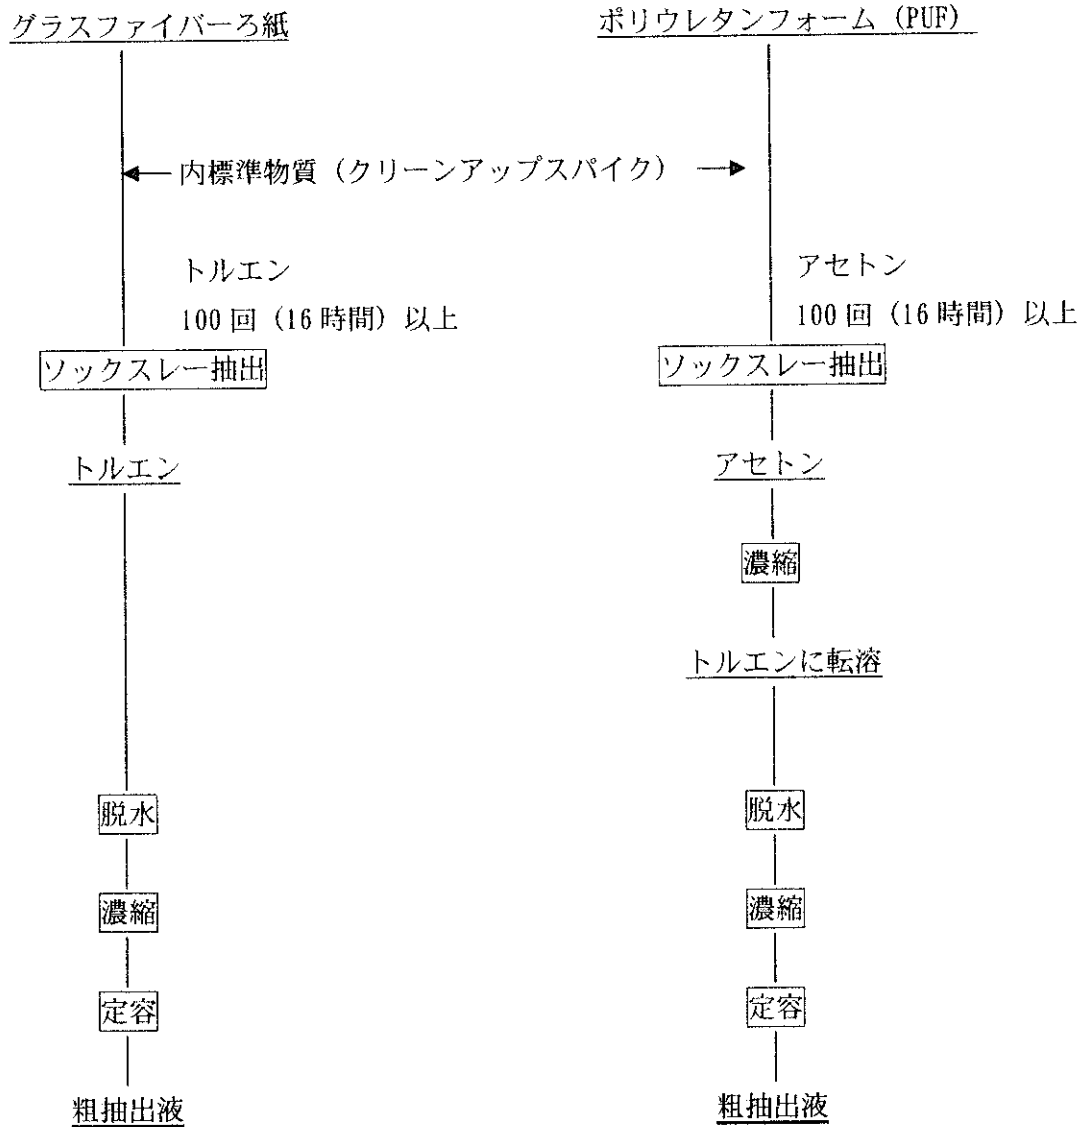 グラスファイバーろ紙
ポリウレタンフォーム (PUF)
内標準物質（クリーンアップスパイク）
トルエン
100回（16時間）以上
アセトン
100回（16時間）以上
ソックスレー抽出
ソックスレー抽出
トルエン
アセトン
濃縮
トルエンに転溶
脱水
脱水
濃縮
濃縮
定容
定容
粗抽出液
粗抽出液